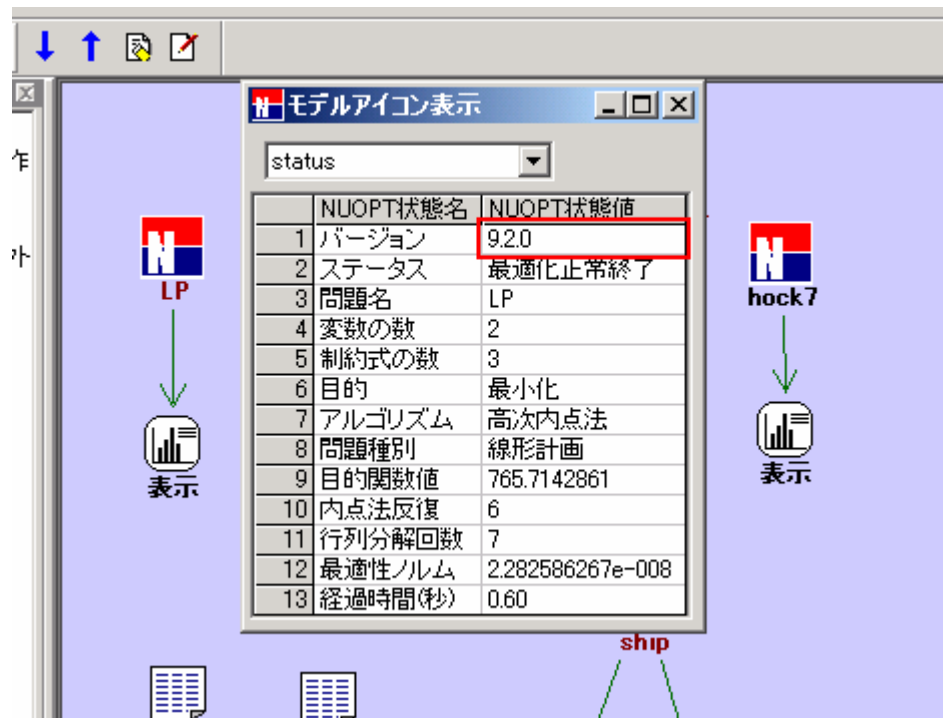 作
外
モデルアイコン表示
status
NUOPT状態名 NUOPT状態値
1 バージョン 9.2.0
2 ステータス 最適化正常終了
3 問題名 LP
4 変数の数 2
5 制約式の数 3
6 目的 最小化
7 アルゴリズム 高次内点法
8 問題種別 線形計画
9 目的関数値 765.7142861
10 内点法反復 6
11 行列分解回数 7
12 最適性ノルム 2.282586267e-008
13 経過時間(秒) 0.60
LP
表示
hock7
表示
ship